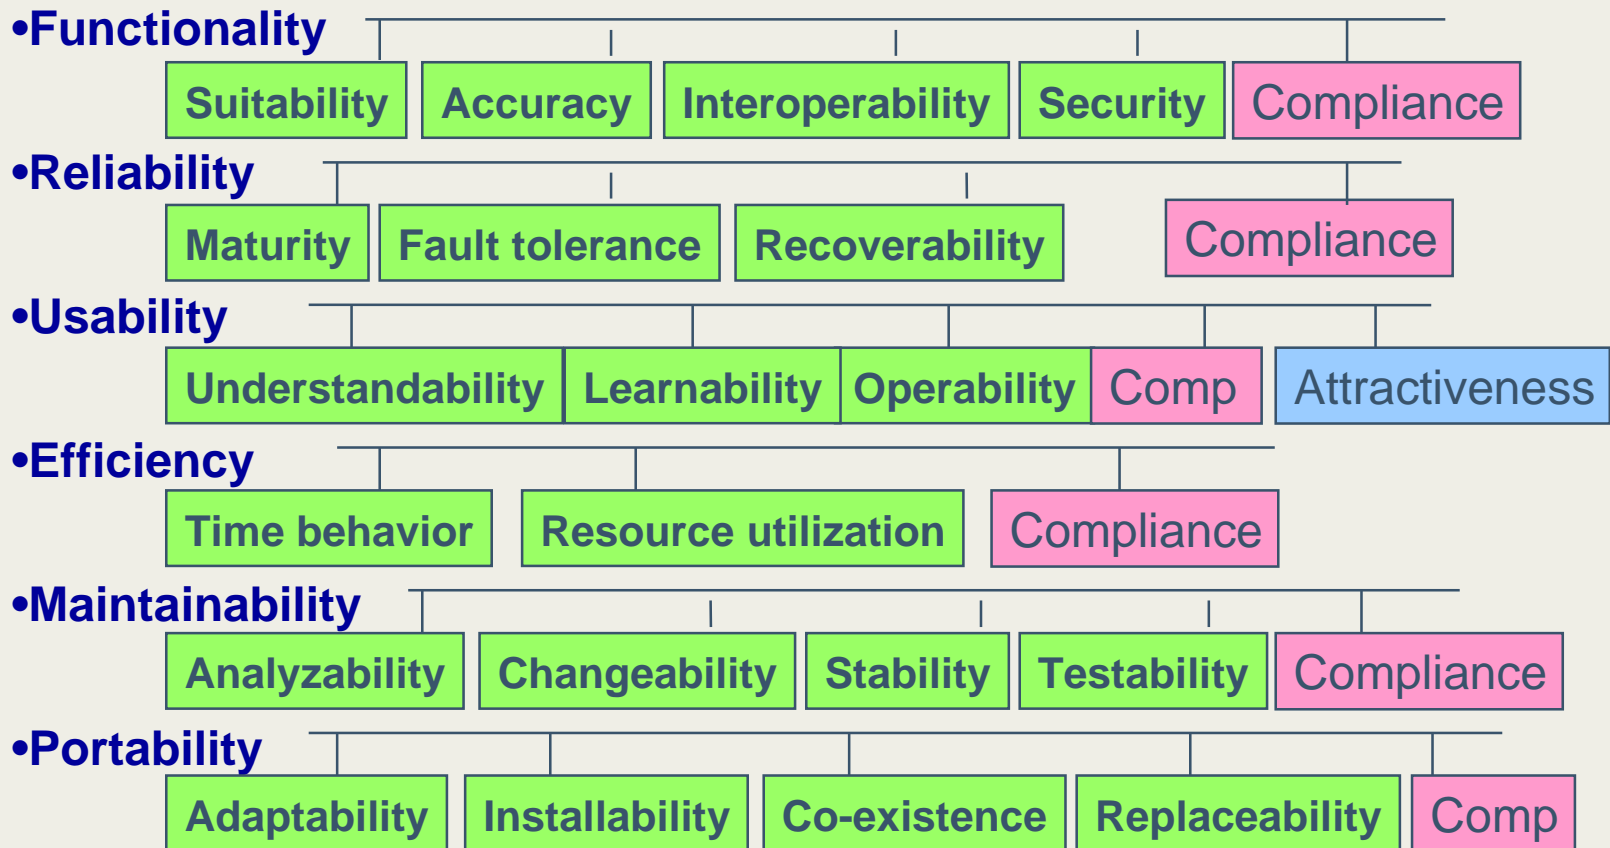 •Functionality
Suitability Accuracy Interoperability Security Compliance
•Reliability
Maturity Fault tolerance Recoverability Compliance
•Usability
Understandability Learnability Operability Comp Attractiveness
•Efficiency
Time behavior Resource utilization Compliance
•Maintainability
Analyzability Changeability Stability Testability Compliance
•Portability
Adaptability Installability Co-existence Replaceability Comp